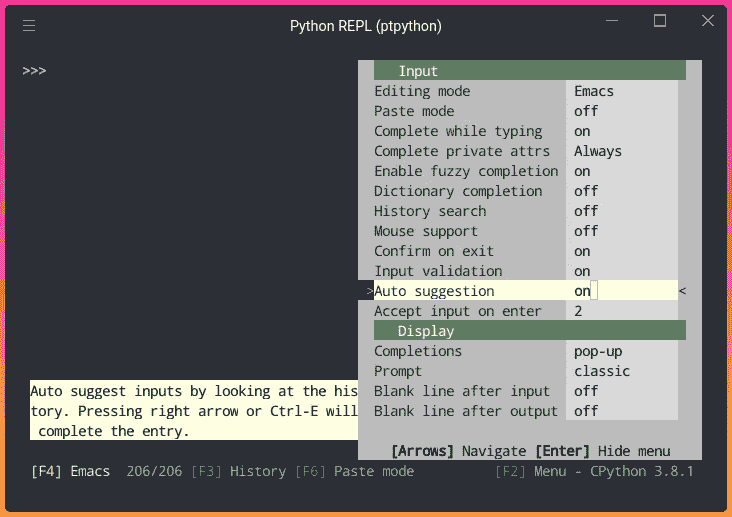 Python REPL (ptpython)
>>>
Input
Editing mode Emacs
Paste mode off
Complete while typing on
Complete private attrs Always
Enable fuzzy completion on
Dictionary completion off
History search off
Mouse support off
Confirm on exit on
Input validation on
>Auto suggestion on <
Accept input on enter 2
Display
Completions pop-up
Prompt classic
Blank line after input off
Blank line after output off
Auto suggest inputs by looking at the his
tory. Pressing right arrow or Ctrl-E will
complete the entry.
[Arrows] Navigate [Enter] Hide menu
[F4] Emacs 206/206 [F3] History [F6] Paste mode [F2] Menu - CPython 3.8.1